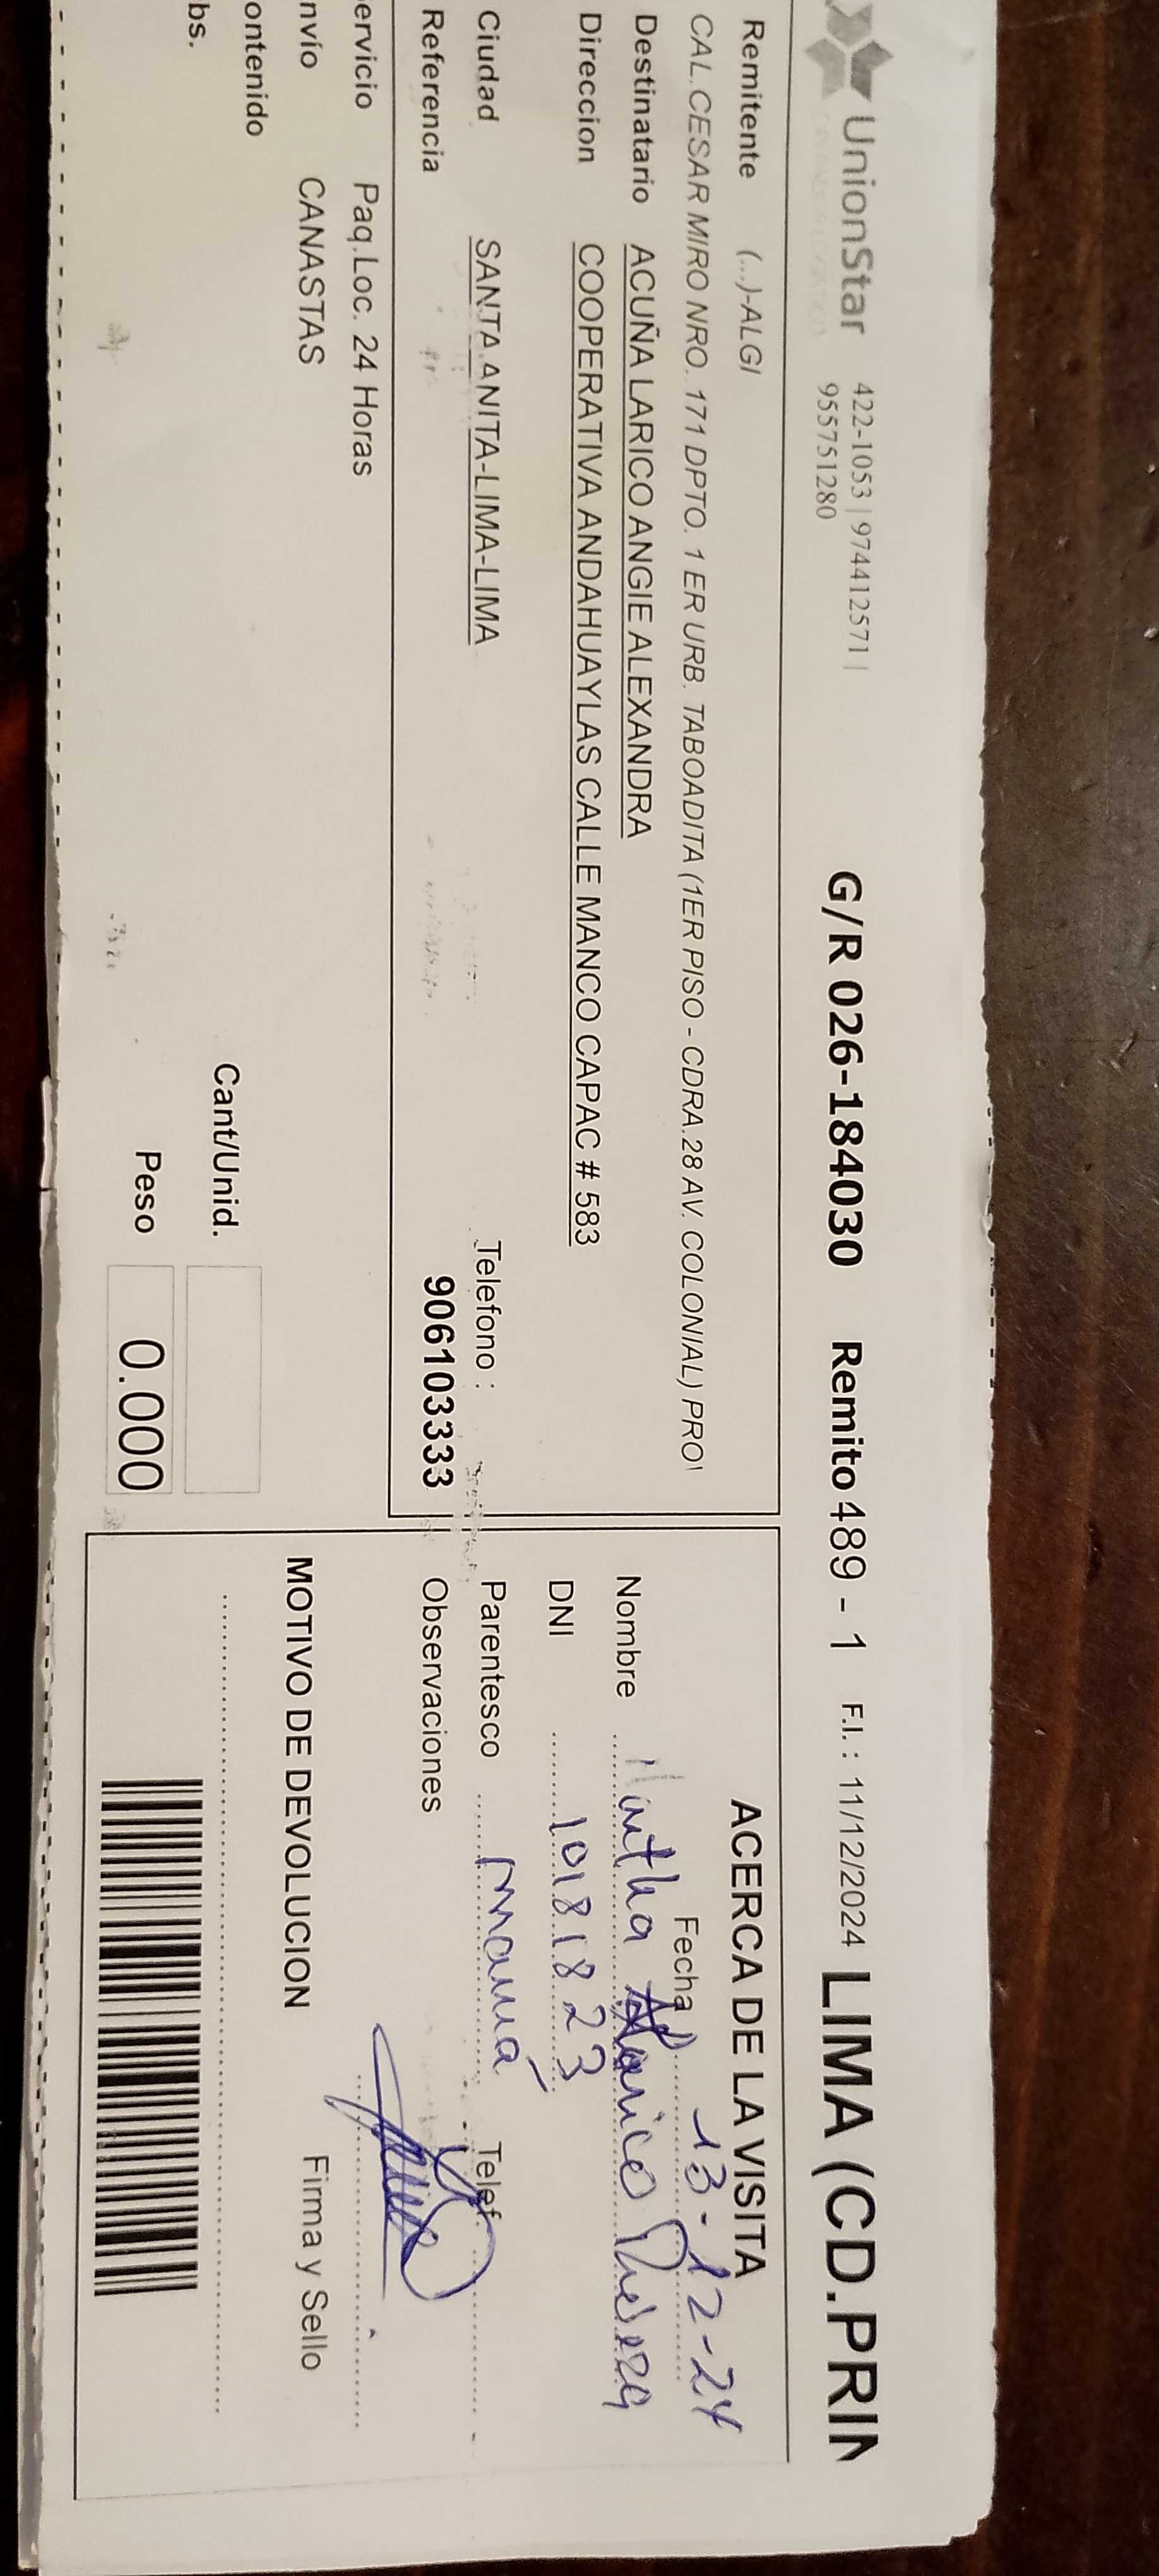 UnionStar 422-1053 | 974412571 | 955751280 G/R 026-184030 Remito 489 - 1 F.I. : 11/12/2024 LIMA (CD.PRIN
Remitente (...)-ALGI
CAL.CESAR MIRO NRO. 171 DPTO. 1 ER URB. TABOADITA (1ER PISO - CDRA.28 AV. COLONIAL) PROV
Destinatario ACUÑA LARICO ANGIE ALEXANDRA
Direccion COOPERATIVA ANDAHUAYLAS CALLE MANCO CAPAC # 583
Ciudad SANTA ANITA-LIMA-LIMA Telefono :
Referencia 906103333
ervicio Paq.Loc. 24 Horas
nvío CANASTAS
ontenido
bs.
Cant/Unid.
Peso 0.000
ACERCA DE LA VISITA
Fecha 13-12-24
Nombre Martha Larico
DNI 10181823
Parentesco mamá Telef.
Observaciones
Firma y Sello
MOTIVO DE DEVOLUCION